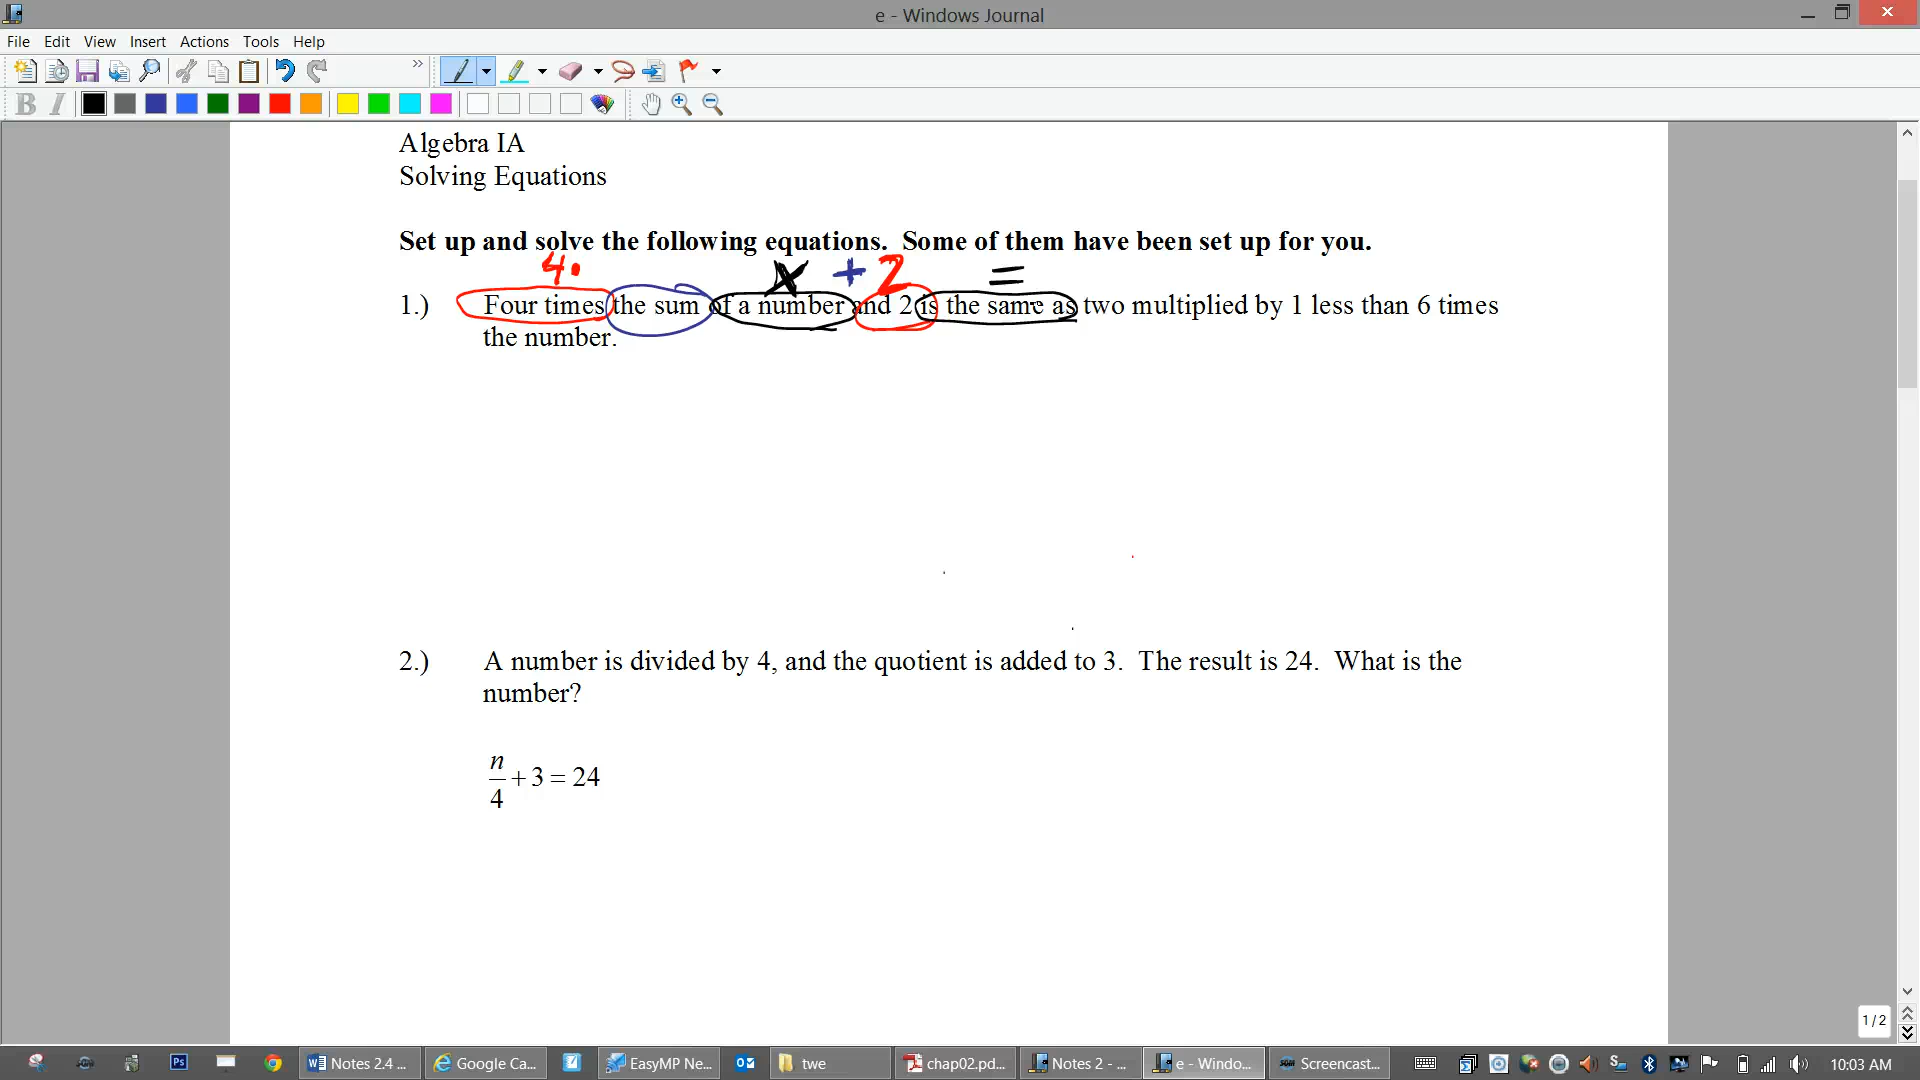 e - Windows Journal
File Edit View Insert Actions Tools Help
B I
Algebra IA
Solving Equations
Set up and solve the following equations. Some of them have been set up for you.
4· x + 2 =
1.) Four times the sum of a number and 2 is the same as two multiplied by 1 less than 6 times
the number.
2.) A number is divided by 4, and the quotient is added to 3. The result is 24. What is the
number?
n/4 + 3 = 24
1 / 2
Notes 2.4 ... Google Ca... EasyMP Ne... twe chap02.pd... Notes 2 - ... e - Windo... Screencast... 10:03 AM